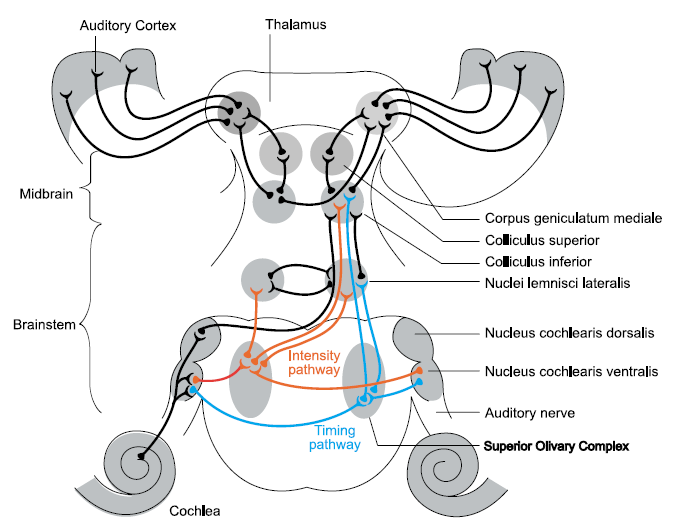 Auditory Cortex
Thalamus
Midbrain
Corpus geniculatum mediale
Colliculus superior
Colliculus inferior
Nuclei lemnisci lateralis
Brainstem
Nucleus cochlearis dorsalis
Intensity
pathway
Nucleus cochlearis ventralis
Auditory nerve
Timing
pathway
Superior Olivary Complex
Cochlea